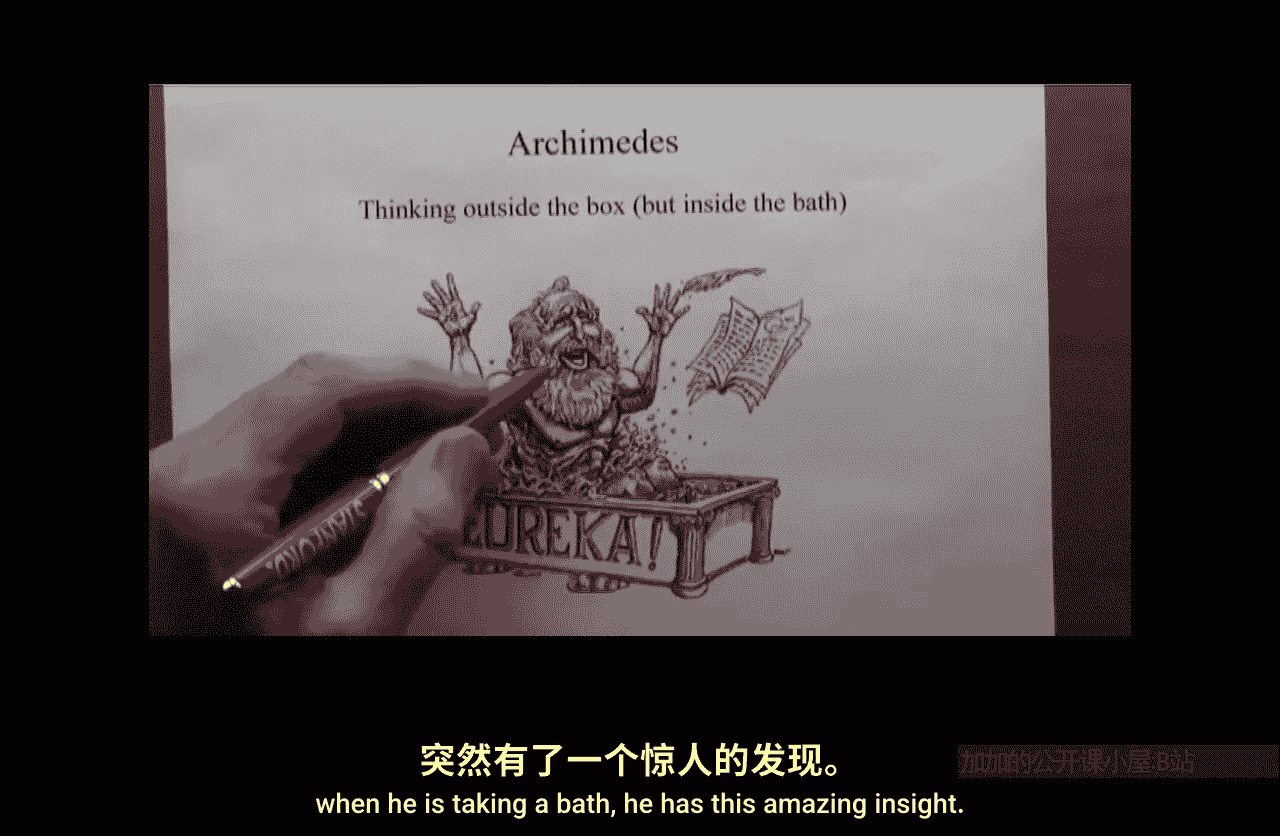 Archimedes
Thinking outside the box (but inside the bath)
EUREKA!
STANFORD
突然有了一个惊人的发现。
when he is taking a bath, he has this amazing insight.
加加的公开课小屋 B站